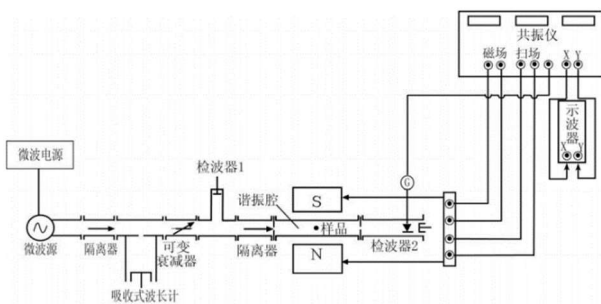 共振仪
磁场 扫场 X Y
示波器
X Y
微波电源
检波器1
G
S
谐振腔
样品
微波源
隔离器
可变
衰减器
隔离器
N
检波器2
吸收式波长计